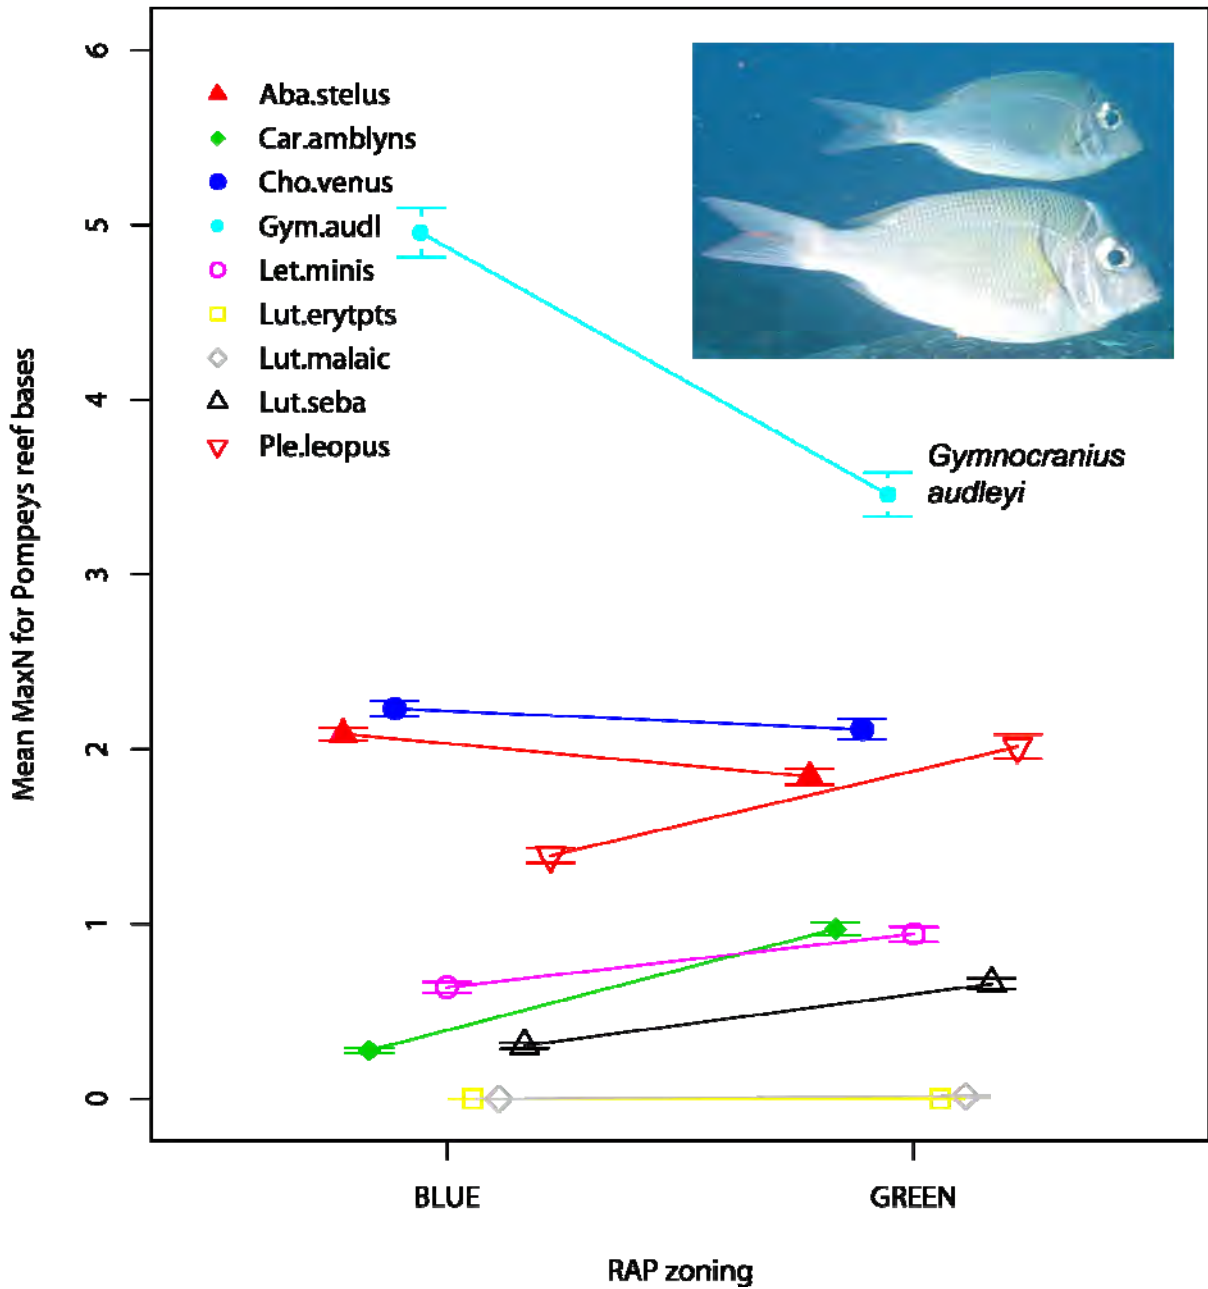 6
5
4
3
2
1
0
Mean MaxN for Pompeys reef bases
Aba.stelus
Car.amblyns
Cho.venus
Gym.audl
Let.minis
Lut.erytpts
Lut.malaic
Lut.seba
Ple.leopus
Gymnocranius
audleyi
BLUE
GREEN
RAP zoning